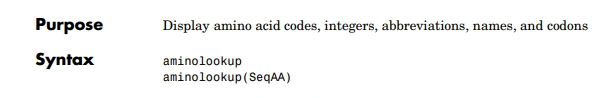 Purpose Display amino acid codes, integers, abbreviations, names, and codons
Syntax aminolookup
aminolookup(SeqAA)